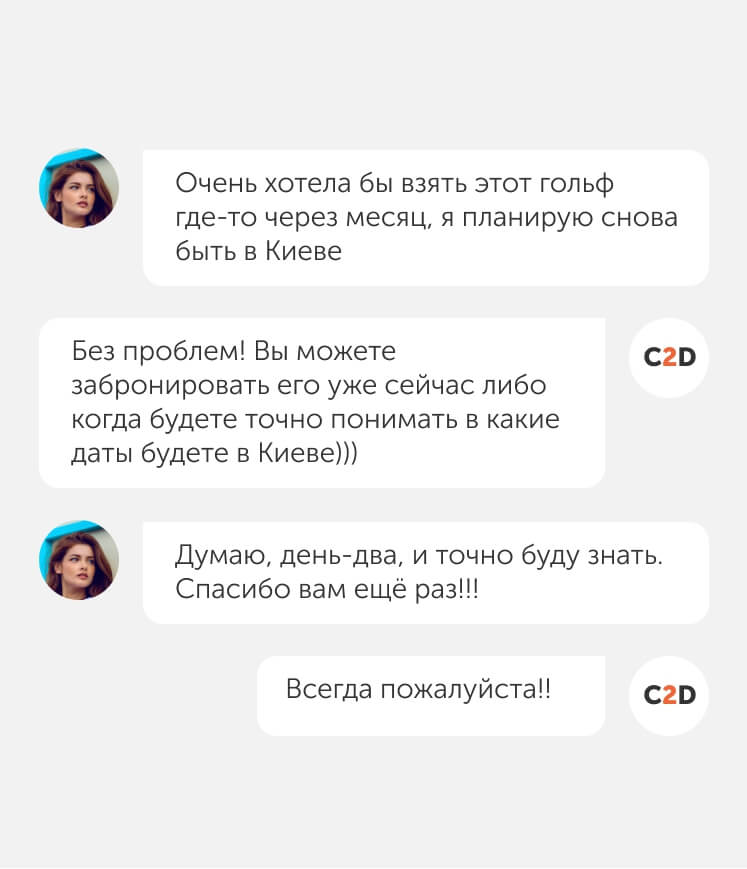 Очень хотела бы взять этот гольф
где-то через месяц, я планирую снова
быть в Киеве
Без проблем! Вы можете
забронировать его уже сейчас либо
когда будете точно понимать в какие
даты будете в Киеве)))
C2D
Думаю, день-два, и точно буду знать.
Спасибо вам ещё раз!!!
Всегда пожалуйста!!
C2D